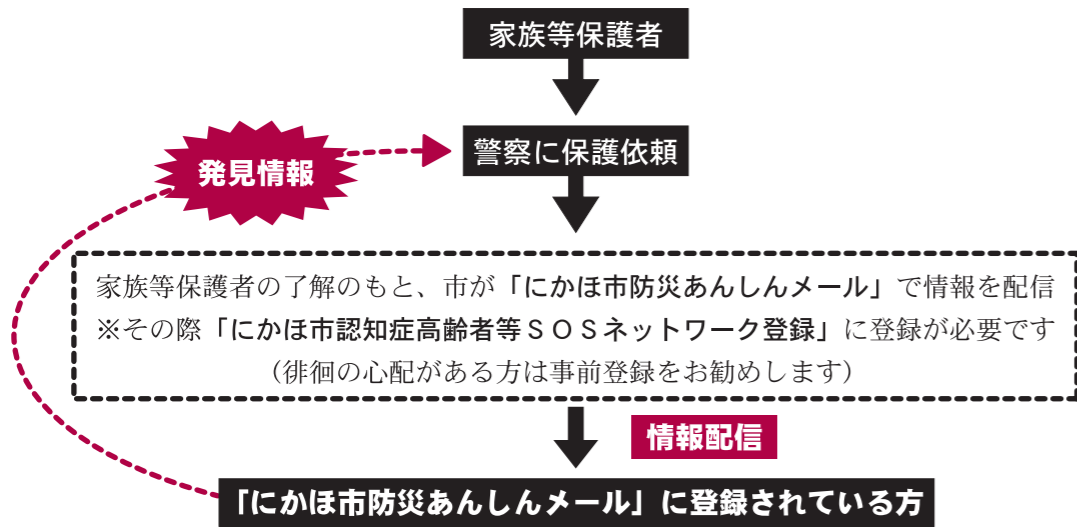 家族等保護者
警察に保護依頼
発見情報
家族等保護者の了解のもと、市が「にかほ市防災あんしんメール」で情報を配信
※その際「にかほ市認知症高齢者等ＳＯＳネットワーク登録」に登録が必要です
（徘徊の心配がある方は事前登録をお勧めします）
情報配信
「にかほ市防災あんしんメール」に登録されている方